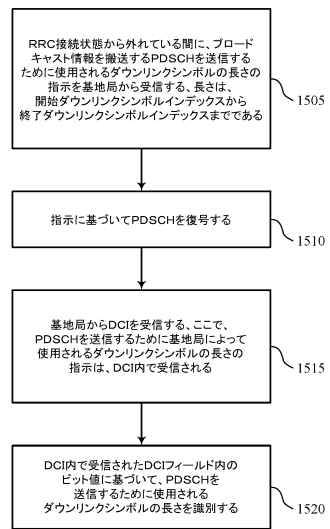 RRC接続状態から外れている間に、ブロード
キャスト情報を搬送するPDSCHを送信する
ために使用されるダウンリンクシンボルの長さの
指示を基地局から受信する、長さは、
開始ダウンリンクシンボルインデックスから
終了ダウンリンクシンボルインデックスまでである
1505
指示に基づいてPDSCHを復号する
1510
基地局からDCIを受信する、ここで、
PDSCHを送信するために基地局によって
使用されるダウンリンクシンボルの長さの
指示は、DCI内で受信される
1515
DCI内で受信されたDCIフィールド内の
ビット値に基づいて、PDSCHを
送信するために使用される
ダウンリンクシンボルの長さを識別する
1520